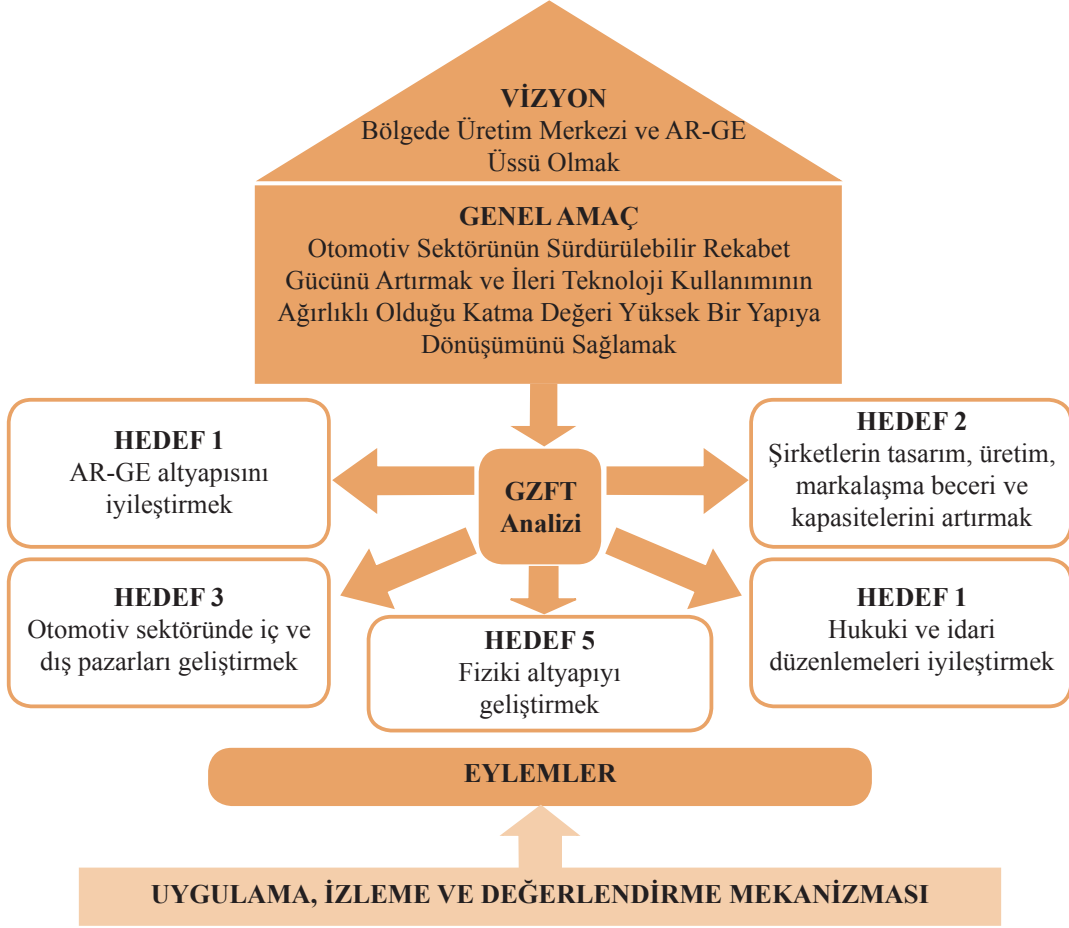 VİZYON
Bölgede Üretim Merkezi ve AR-GE
Üssü Olmak
GENEL AMAÇ
Otomotiv Sektörünün Sürdürülebilir Rekabet
Gücünü Artırmak ve İleri Teknoloji Kullanımının
Ağırlıklı Olduğu Katma Değeri Yüksek Bir Yapıya
Dönüşümünü Sağlamak
HEDEF 1
AR-GE altyapısını
iyileştirmek
GZFT
Analizi
HEDEF 2
Şirketlerin tasarım, üretim,
markalaşma beceri ve
kapasitelerini artırmak
HEDEF 3
Otomotiv sektöründe iç ve
dış pazarları geliştirmek
HEDEF 5
Fiziki altyapıyı
geliştirmek
HEDEF 1
Hukuki ve idari
düzenlemeleri iyileştirmek
EYLEMLER
UYGULAMA, İZLEME VE DEĞERLENDİRME MEKANİZMASI